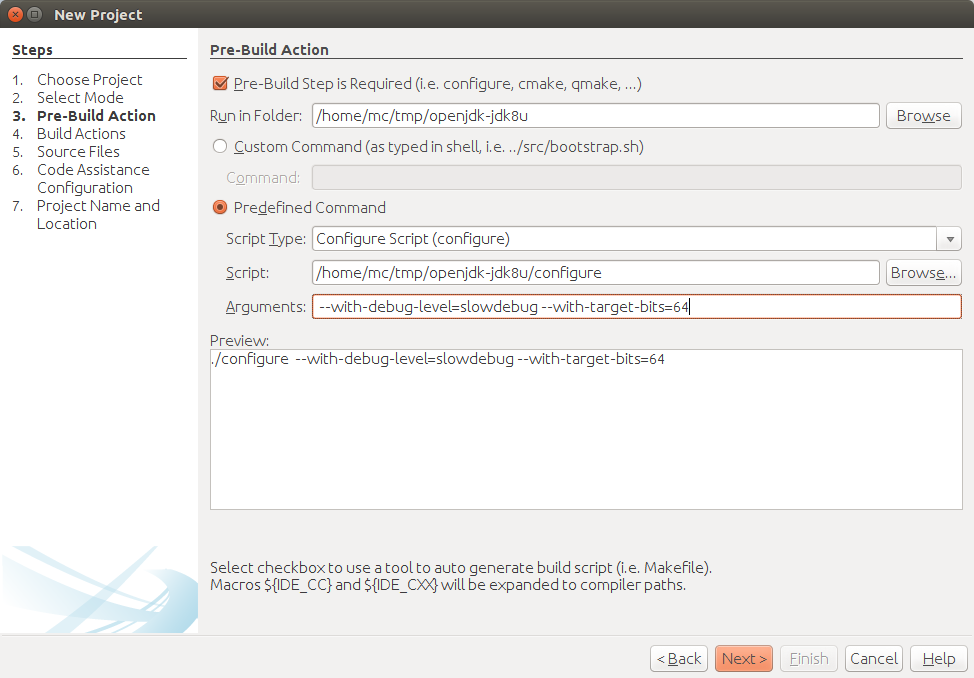 New Project
Steps
1. Choose Project
2. Select Mode
3. Pre-Build Action
4. Build Actions
5. Source Files
6. Code Assistance
Configuration
7. Project Name and
Location
Pre-Build Action
Pre-Build Step is Required (i.e. configure, cmake, qmake, ...)
Run in Folder: /home/mc/tmp/openjdk-jdk8u Browse
Custom Command (as typed in shell, i.e. ../src/bootstrap.sh)
Command:
Predefined Command
Script Type: Configure Script (configure)
Script: /home/mc/tmp/openjdk-jdk8u/configure Browse...
Arguments: --with-debug-level=slowdebug --with-target-bits=64
Preview:
./configure --with-debug-level=slowdebug --with-target-bits=64
Select checkbox to use a tool to auto generate build script (i.e. Makefile).
Macros ${IDE_CC} and ${IDE_CXX} will be expanded to compiler paths.
< Back Next > Finish Cancel Help